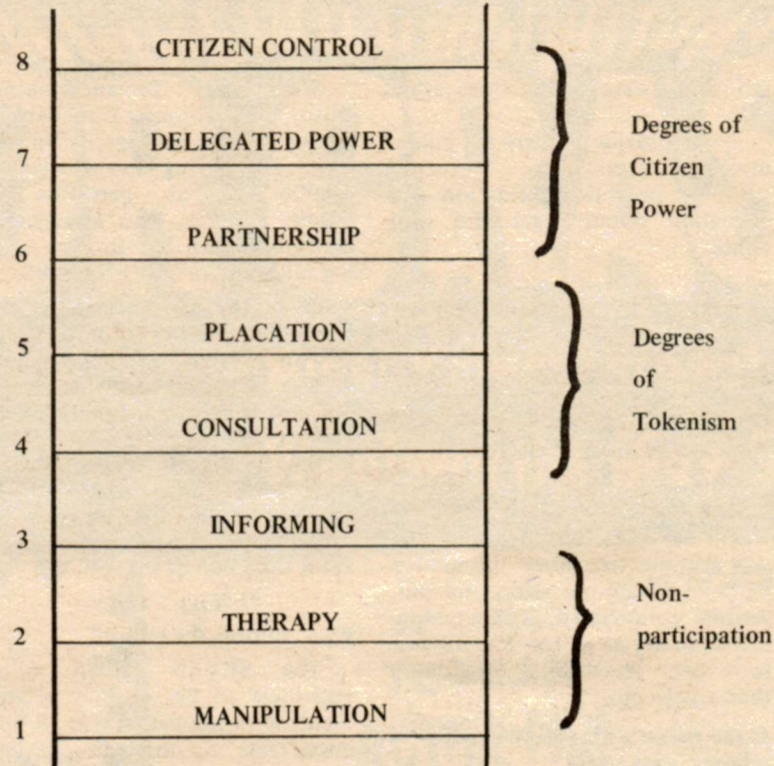 8 CITIZEN CONTROL
7 DELEGATED POWER
6 PARTNERSHIP
Degrees of
Citizen
Power
5 PLACATION
4 CONSULTATION
Degrees
of
Tokenism
3 INFORMING
2 THERAPY
1 MANIPULATION
Non-
participation